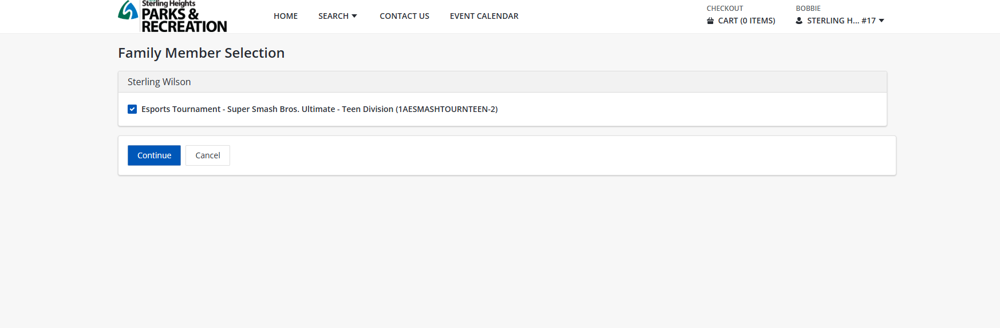 Sterling Heights
PARKS &
RECREATION
HOME
SEARCH
CONTACT US
EVENT CALENDAR
CHECKOUT
CART (0 ITEMS)
BOBBIE
STERLING H... #17
Family Member Selection
Sterling Wilson
Esports Tournament - Super Smash Bros. Ultimate - Teen Division (1AESMASHTOURNTEEN-2)
Continue
Cancel